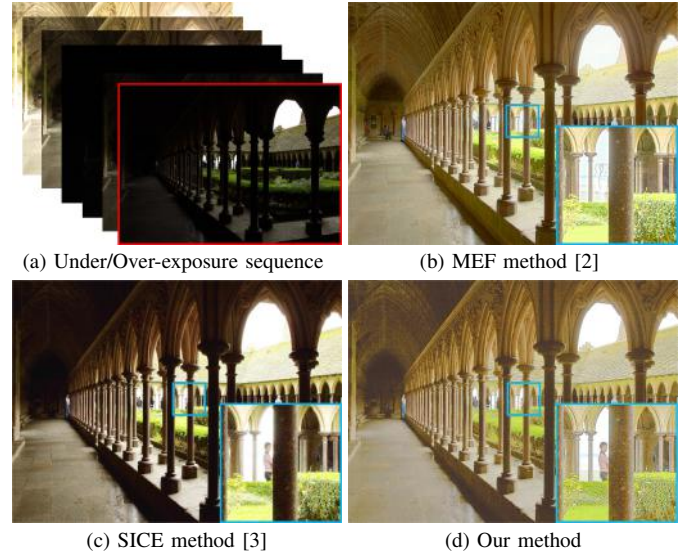 (a) Under/Over-exposure sequence
(b) MEF method [2]
(c) SICE method [3]
(d) Our method